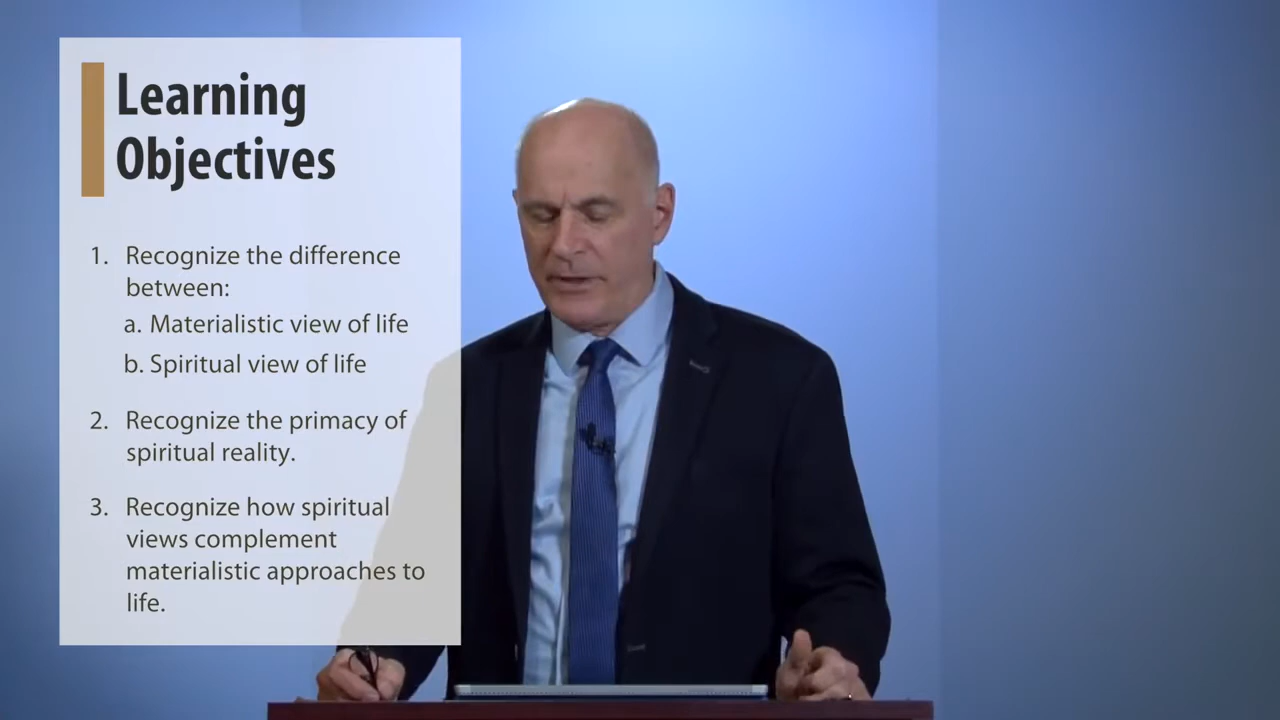 Learning
Objectives
1. Recognize the difference
between:
a. Materialistic view of life
b. Spiritual view of life
2. Recognize the primacy of
spiritual reality.
3. Recognize how spiritual
views complement
materialistic approaches to
life.